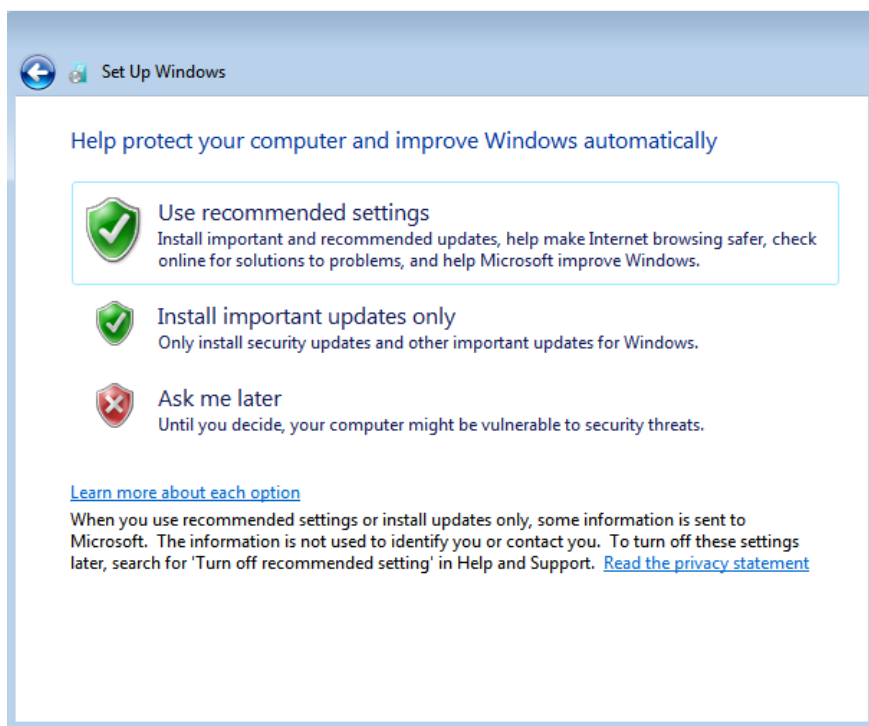 Set Up Windows
Help protect your computer and improve Windows automatically
Use recommended settings
Install important and recommended updates, help make Internet browsing safer, check
online for solutions to problems, and help Microsoft improve Windows.
Install important updates only
Only install security updates and other important updates for Windows.
Ask me later
Until you decide, your computer might be vulnerable to security threats.
Learn more about each option
When you use recommended settings or install updates only, some information is sent to
Microsoft. The information is not used to identify you or contact you. To turn off these settings
later, search for 'Turn off recommended setting' in Help and Support. Read the privacy statement